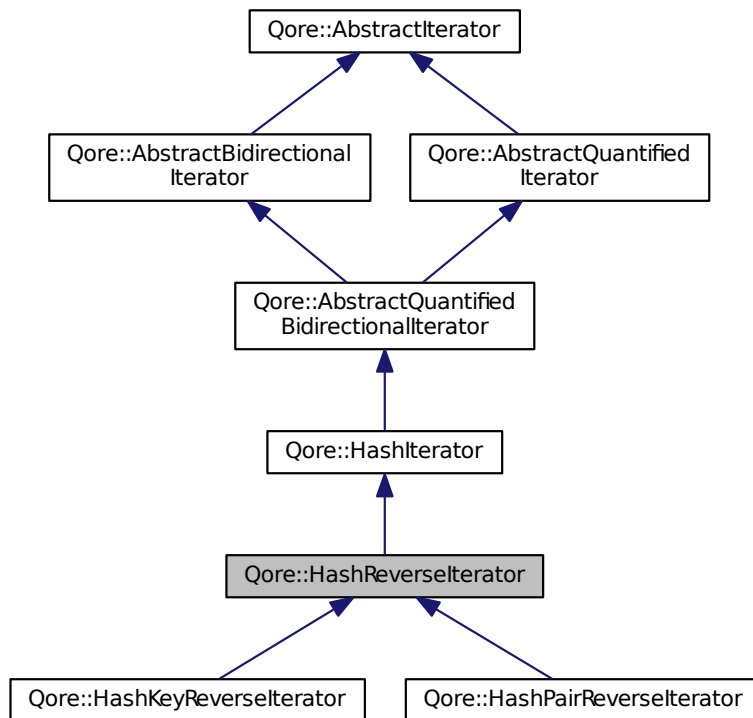 Qore::AbstractIterator
Qore::AbstractBidirectional
Iterator
Qore::AbstractQuantified
Iterator
Qore::AbstractQuantified
BidirectionalIterator
Qore::HashIterator
Qore::HashReverseIterator
Qore::HashKeyReverseIterator
Qore::HashPairReverseIterator